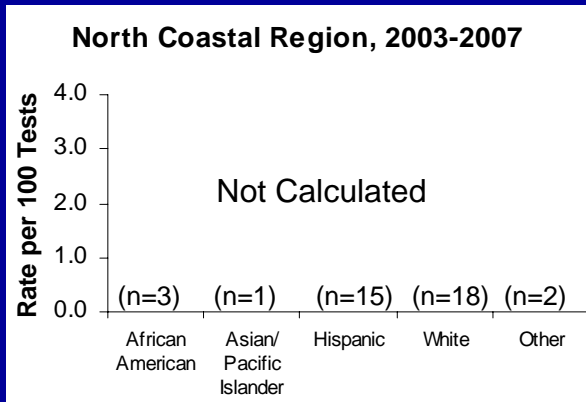 North Coastal Region, 2003-2007
Rate per 100 Tests
4.0
3.0
2.0
1.0
0.0
Not Calculated
(n=3) (n=1) (n=15) (n=18) (n=2)
African Asian/ Hispanic White Other
American Pacific
Islander